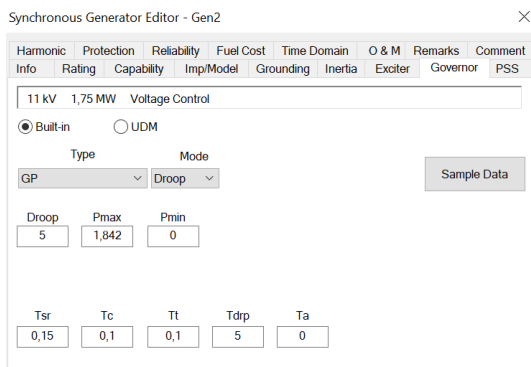 Synchronous Generator Editor - Gen2
Harmonic Protection Reliability Fuel Cost Time Domain O & M Remarks Comment
Info Rating Capability Imp/Model Grounding Inertia Exciter Governor PSS
11 kV 1,75 MW Voltage Control
Built-in UDM
Type Mode
GP Droop
Sample Data
Droop Pmax Pmin
5 1,842 0
Tsr Tc Tt Tdrp Ta
0,15 0,1 0,1 5 0